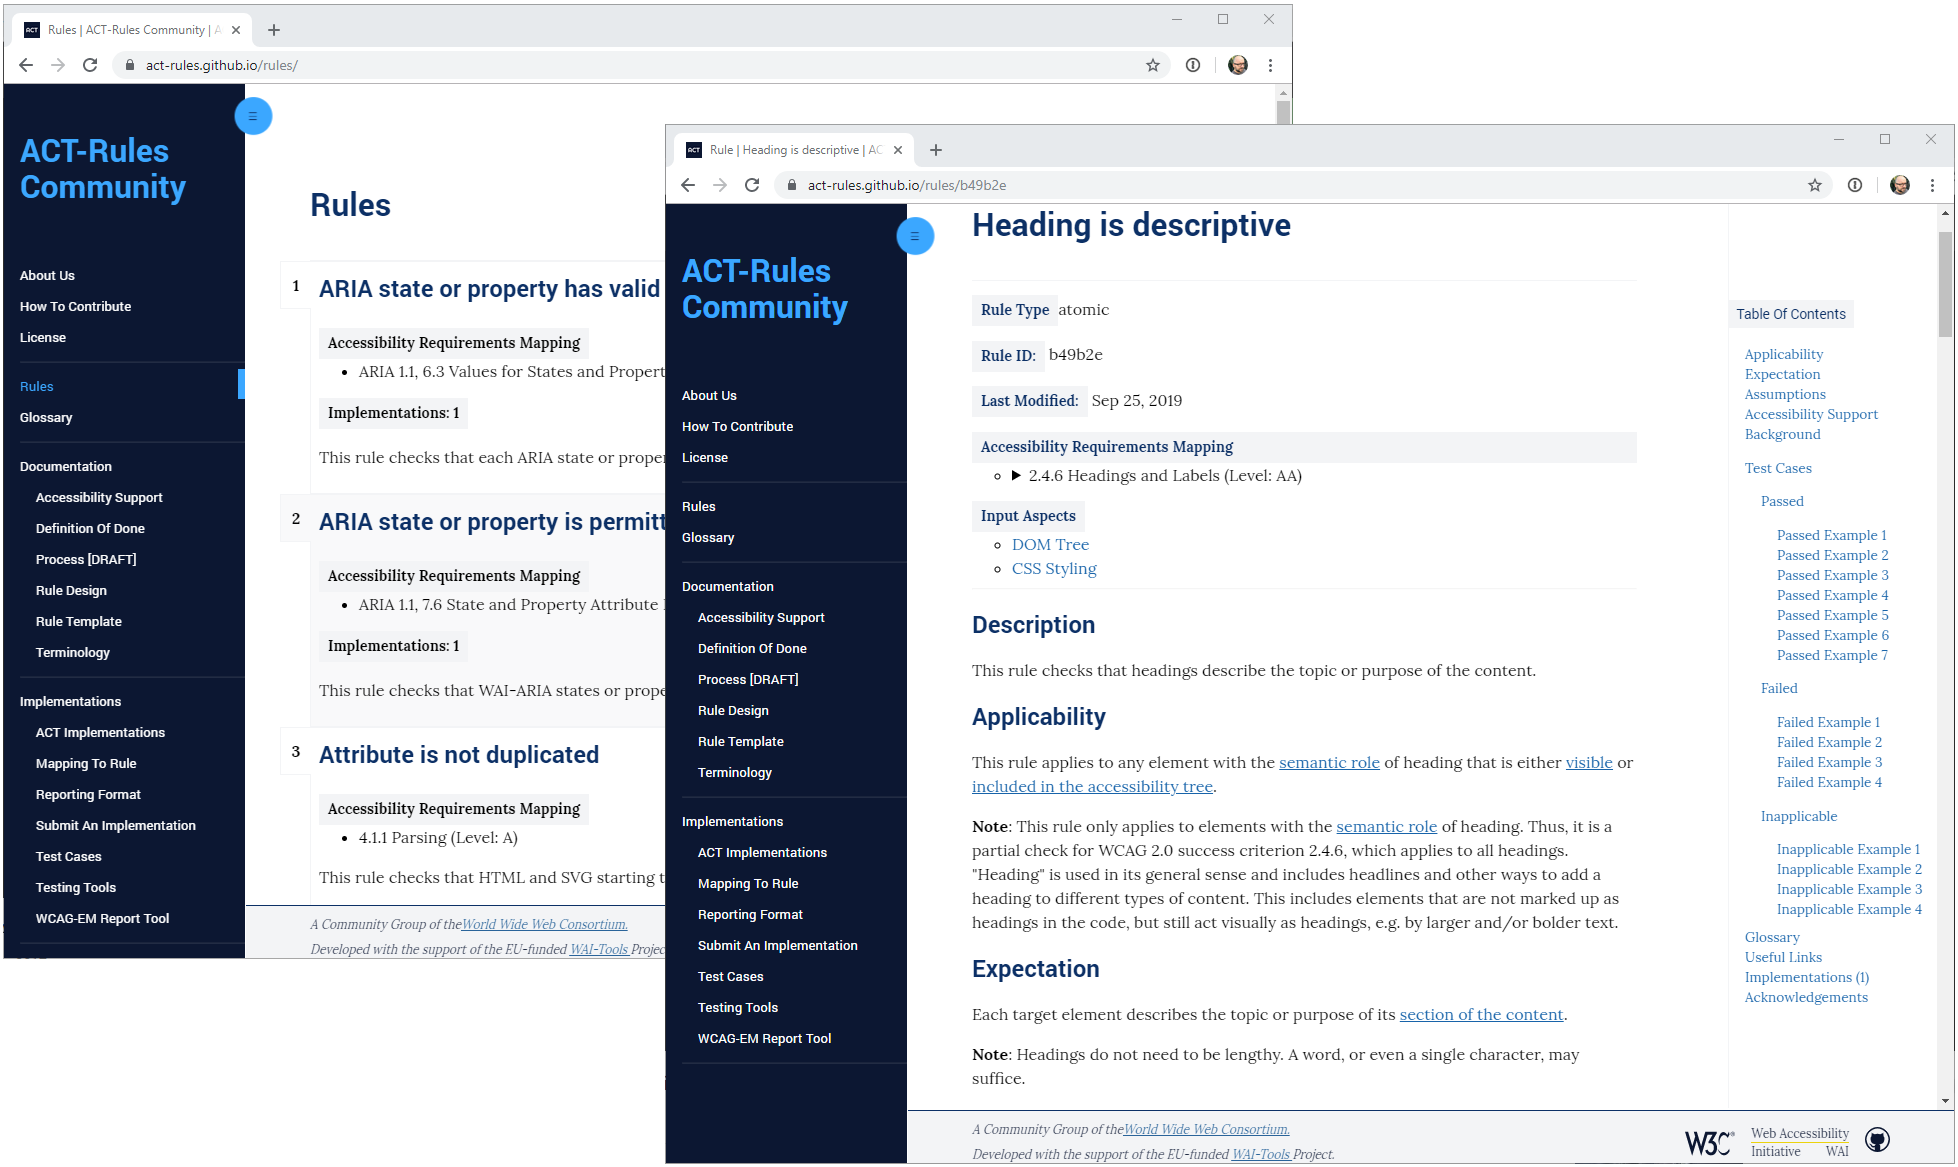 Rules | ACT-Rules Community | A
act-rules.github.io/rules/
ACT-Rules
Community
About Us
How To Contribute
License
Rules
Glossary
Documentation
Accessibility Support
Definition Of Done
Process [DRAFT]
Rule Design
Rule Template
Terminology
Implementations
ACT Implementations
Mapping To Rule
Reporting Format
Submit An Implementation
Test Cases
Testing Tools
WCAG-EM Report Tool
Rules
1
ARIA state or property has valid
Accessibility Requirements Mapping
ARIA 1.1, 6.3 Values for States and Propert
Implementations: 1
This rule checks that each ARIA state or proper
2
ARIA state or property is permitt
Accessibility Requirements Mapping
ARIA 1.1, 7.6 State and Property Attribute
Implementations: 1
This rule checks that WAI-ARIA states or prope
3
Attribute is not duplicated
Accessibility Requirements Mapping
4.1.1 Parsing (Level: A)
This rule checks that HTML and SVG starting t
A Community Group of theWorld Wide Web Consortium.
Developed with the support of the EU-funded WAI-Tools Projec
ACT
Rule | Heading is descriptive | AC
act-rules.github.io/rules/b49b2e
ACT-Rules
Community
About Us
How To Contribute
License
Rules
Glossary
Documentation
Accessibility Support
Definition Of Done
Process [DRAFT]
Rule Design
Rule Template
Terminology
Implementations
ACT Implementations
Mapping To Rule
Reporting Format
Submit An Implementation
Test Cases
Testing Tools
WCAG-EM Report Tool
Heading is descriptive
Rule Type atomic
Rule ID: b49b2e
Last Modified: Sep 25, 2019
Accessibility Requirements Mapping
2.4.6 Headings and Labels (Level: AA)
Input Aspects
DOM Tree
CSS Styling
Description
This rule checks that headings describe the topic or purpose of the content.
Applicability
This rule applies to any element with the semantic role of heading that is either visible or
included in the accessibility tree.
Note: This rule only applies to elements with the semantic role of heading. Thus, it is a
partial check for WCAG 2.0 success criterion 2.4.6, which applies to all headings.
"Heading" is used in its general sense and includes headlines and other ways to add a
heading to different types of content. This includes elements that are not marked up as
headings in the code, but still act visually as headings, e.g. by larger and/or bolder text.
Expectation
Each target element describes the topic or purpose of its section of the content.
Note: Headings do not need to be lengthy. A word, or even a single character, may
suffice.
Table Of Contents
Applicability
Expectation
Assumptions
Accessibility Support
Background
Test Cases
Passed
Passed Example 1
Passed Example 2
Passed Example 3
Passed Example 4
Passed Example 5
Passed Example 6
Passed Example 7
Failed
Failed Example 1
Failed Example 2
Failed Example 3
Failed Example 4
Inapplicable
Inapplicable Example 1
Inapplicable Example 2
Inapplicable Example 3
Inapplicable Example 4
Glossary
Useful Links
Implementations (1)
Acknowledgements
A Community Group of theWorld Wide Web Consortium.
Developed with the support of the EU-funded WAI-Tools Project.
W3C®
Web Accessibility
Initiative WAI